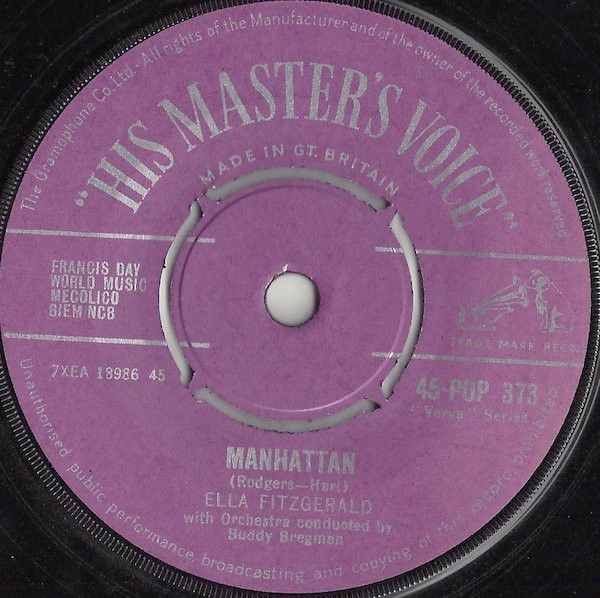 The Gramophone Co. Ltd. - All rights of the Manufacturer and of the owner of the recorded work reserved
"HIS MASTER'S VOICE"
MADE IN GT. BRITAIN
FRANCIS DAY
WORLD MUSIC
MECOLICO
BIEM NCB
TRADE MARK REGD.
7XEA 18986 45
45-POP 373
"Verve" Series
MANHATTAN
(Rodgers—Hart)
ELLA FITZGERALD
with Orchestra conducted by
Buddy Bregman
Unauthorised public performance, broadcasting and copying of this record prohibited